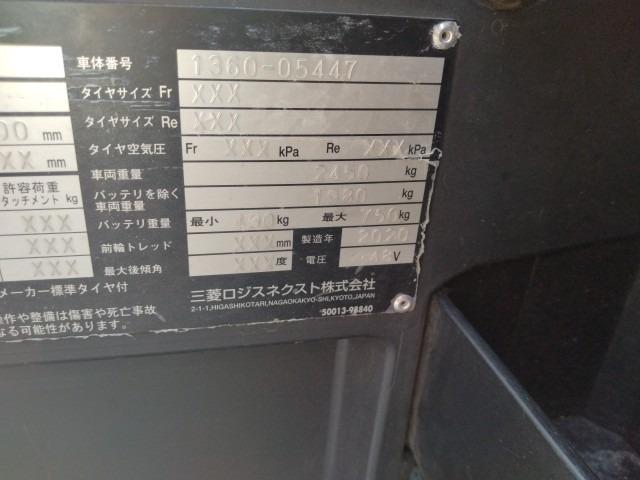 車体番号 1360-05447
タイヤサイズ Fr XXX
タイヤサイズ Re XXX
00 mm
タイヤ空気圧 Fr XXX kPa Re XXX kPa
XX mm
車両重量 2450 kg
許容荷重
タッチメント kg
バッテリを除く
車両重量 kg
XXX バッテリ重量 最小 kg 最大 750 kg
XXX 前輪トレッド XXX mm 製造年 2020
XXX 最大後傾角 XXX 度 電圧 48 V
メーカー標準タイヤ付
三菱ロジスネクスト株式会社
2-1-1,HIGASHIKOTARI,NAGAOKAKYO-SHI,KYOTO,JAPAN
操作や整備は傷害や死亡事故
なる可能性があります。
50013-98840